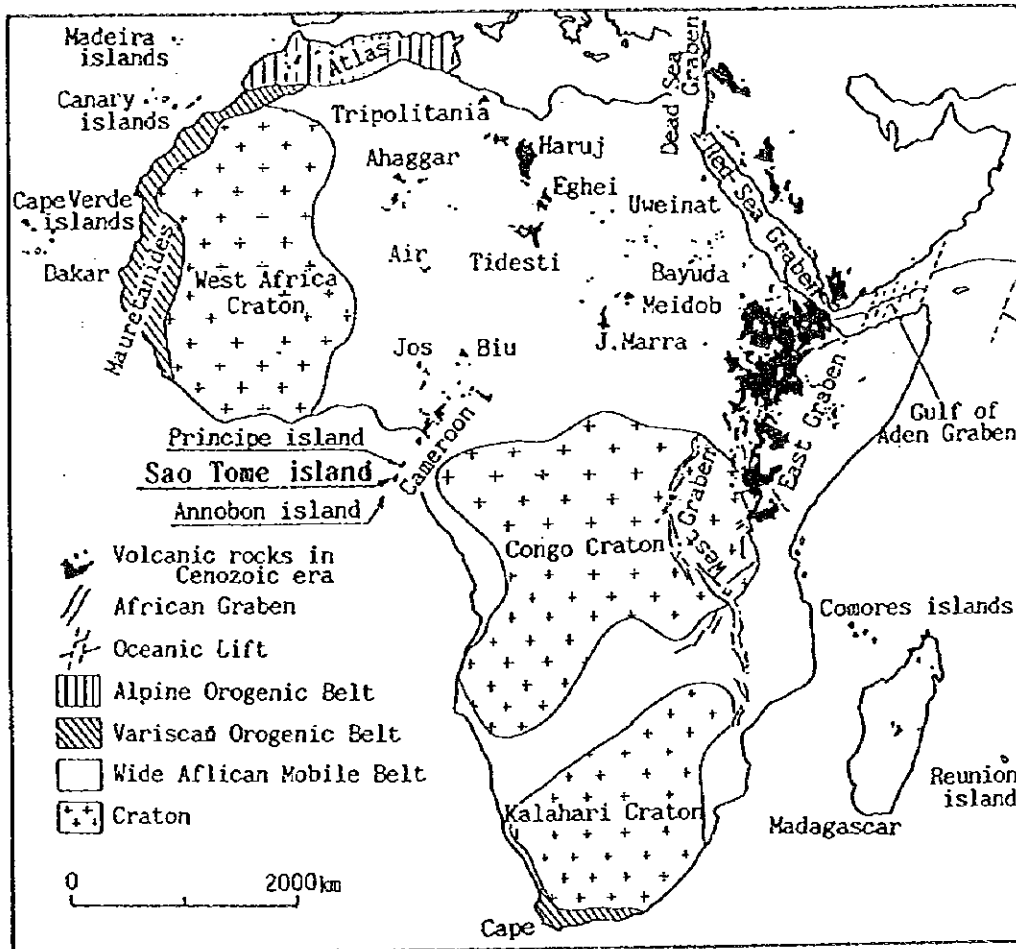 Madeira
islands
Atlas
Canary
islands
Tripolitania
Dead Sea
Graben
Haruj
Ahaggar
Eghei
Red-Sea Graben
Cape Verde
islands
Uweinat
Dakar
Air
Tidesti
Bayuda
West Africa
Craton
Meidob
Mauretanides
Jos
Biu
J.Marra
East Graben
Gulf of
Aden Graben
Principe island
Cameroon
Sao Tome island
Annobon island
West Graben
Congo Craton
Volcanic rocks in
Cenozoic era
African Graben
Comores islands
Oceanic Lift
Alpine Orogenic Belt
Variscan Orogenic Belt
Wide Aflican Mobile Belt
Reunion
island
Craton
Kalahari Craton
Madagascar
0 2000km
Cape